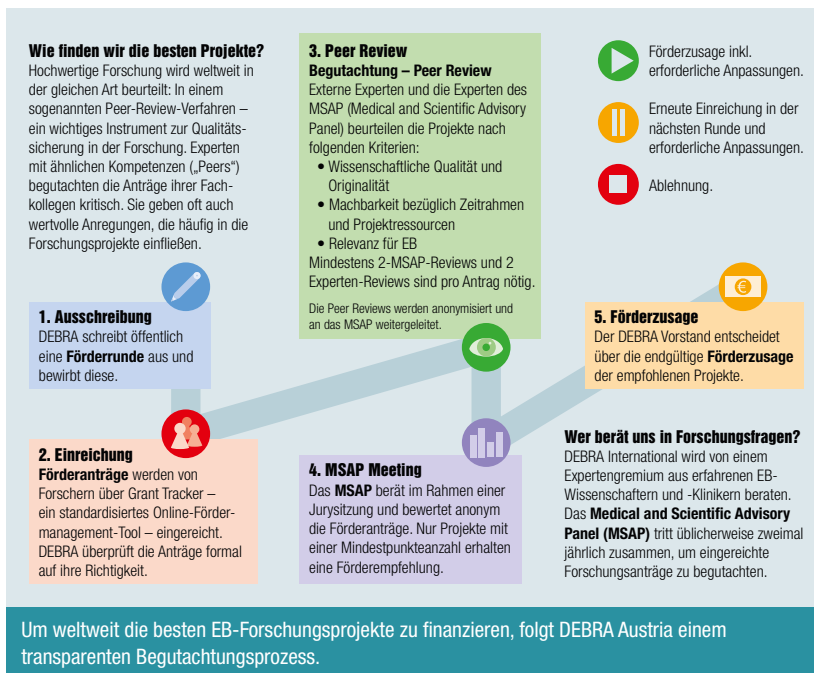 Wie finden wir die besten Projekte?
Hochwertige Forschung wird weltweit in
der gleichen Art beurteilt: In einem
sogenannten Peer-Review-Verfahren –
ein wichtiges Instrument zur Qualitäts-
sicherung in der Forschung. Experten
mit ähnlichen Kompetenzen („Peers“)
begutachten die Anträge ihrer Fach-
kollegen kritisch. Sie geben oft auch
wertvolle Anregungen, die häufig in die
Forschungsprojekte einfließen.
1. Ausschreibung
DEBRA schreibt öffentlich
eine Förderrunde aus und
bewirbt diese.
2. Einreichung
Förderanträge werden von
Forschern über Grant Tracker –
ein standardisiertes Online-Förder-
management-Tool – eingereicht.
DEBRA überprüft die Anträge formal
auf ihre Richtigkeit.
3. Peer Review
Begutachtung – Peer Review
Externe Experten und die Experten des
MSAP (Medical and Scientific Advisory
Panel) beurteilen die Projekte nach
folgenden Kriterien:
• Wissenschaftliche Qualität und
Originalität
• Machbarkeit bezüglich Zeitrahmen
und Projektressourcen
• Relevanz für EB
Mindestens 2-MSAP-Reviews und 2
Experten-Reviews sind pro Antrag nötig.
Die Peer Reviews werden anonymisiert und
an das MSAP weitergeleitet.
4. MSAP Meeting
Das MSAP berät im Rahmen einer
Jurysitzung und bewertet anonym
die Förderanträge. Nur Projekte mit
einer Mindestpunkteanzahl erhalten
eine Förderempfehlung.
Förderzusage inkl.
erforderliche Anpassungen.
Erneute Einreichung in der
nächsten Runde und
erforderliche Anpassungen.
Ablehnung.
€
5. Förderzusage
Der DEBRA Vorstand entscheidet
über die endgültige Förderzusage
der empfohlenen Projekte.
Wer berät uns in Forschungsfragen?
DEBRA International wird von einem
Expertengremium aus erfahrenen EB-
Wissenschaftern und -Klinikern beraten.
Das Medical and Scientific Advisory
Panel (MSAP) tritt üblicherweise zweimal
jährlich zusammen, um eingereichte
Forschungsanträge zu begutachten.
Um weltweit die besten EB-Forschungsprojekte zu finanzieren, folgt DEBRA Austria einem
transparenten Begutachtungsprozess.